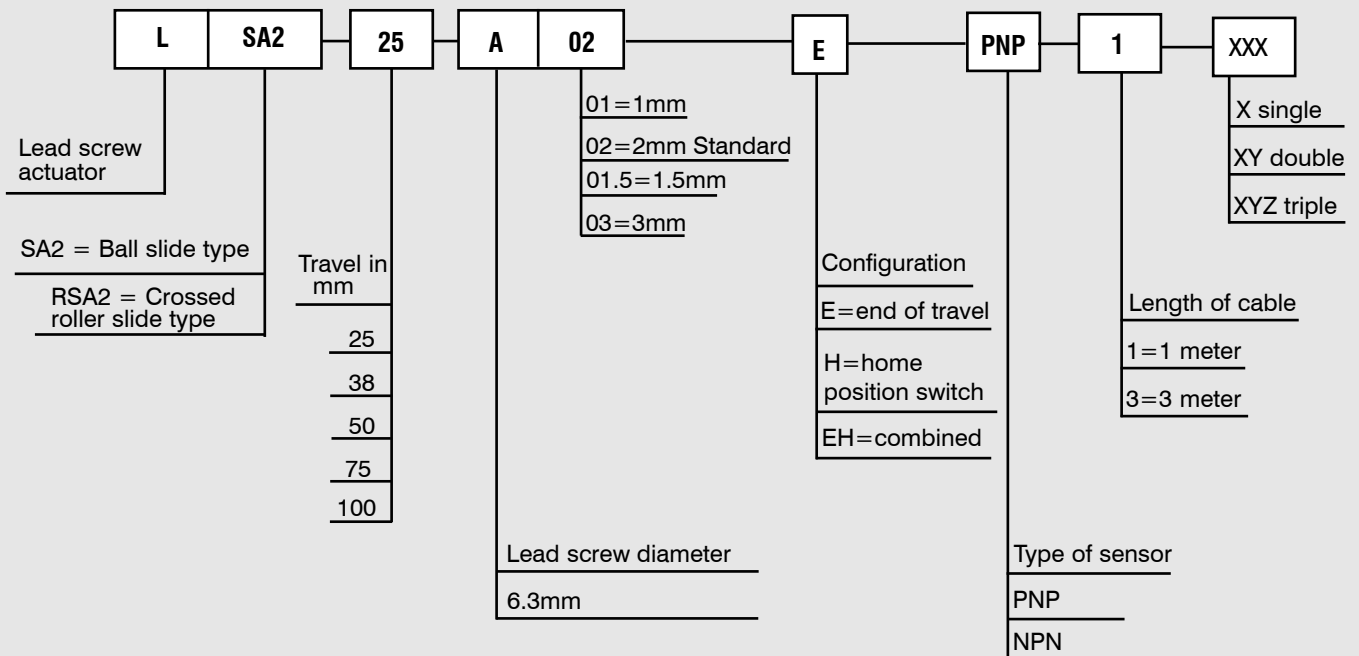 L SA2 25 A 02 E PNP 1 XXX
Lead screw
actuator
SA2 = Ball slide type
RSA2 = Crossed
roller slide type
Travel in
mm
25
38
50
75
100
Lead screw diameter
6.3mm
01=1mm
02=2mm Standard
01.5=1.5mm
03=3mm
Configuration
E=end of travel
H=home
position switch
EH=combined
Type of sensor
PNP
NPN
Length of cable
1=1 meter
3=3 meter
X single
XY double
XYZ triple